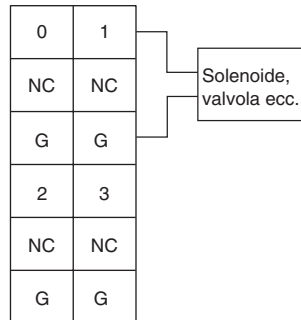 0 1
NC NC
G G
2 3
NC NC
G G
Solenoide,
valvola ecc.